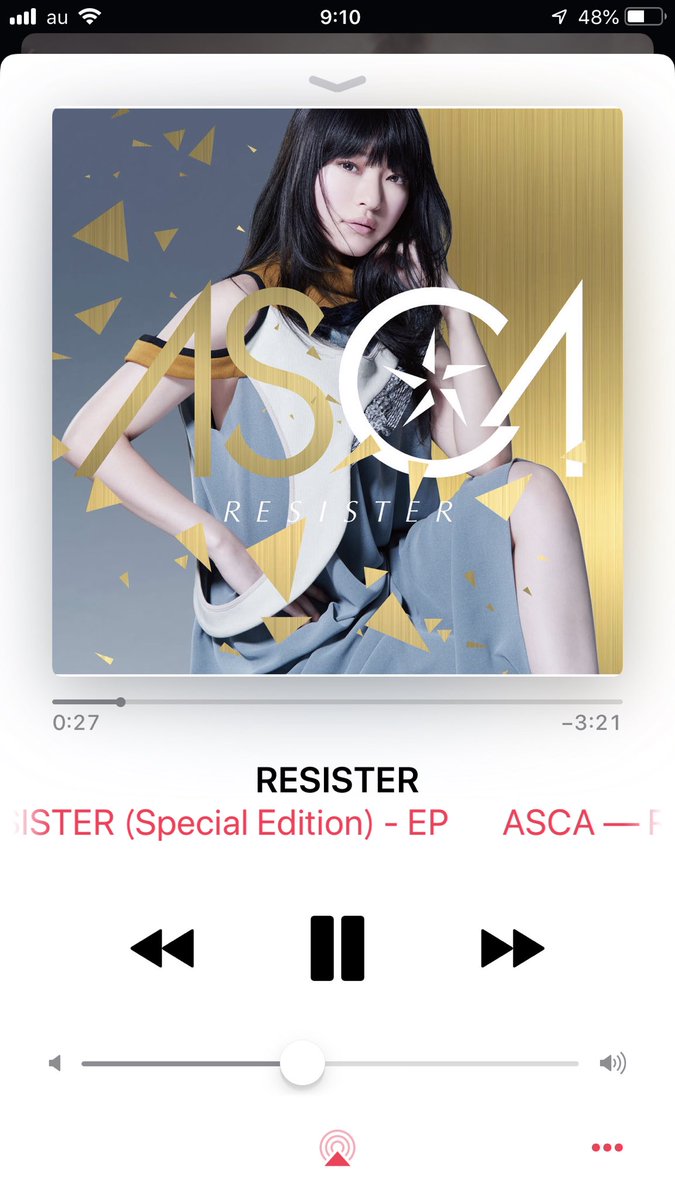 au 9:10 48%
ASCA
RESISTER
0:27 −3:21
RESISTER
SISTER (Special Edition) - EP ASCA —